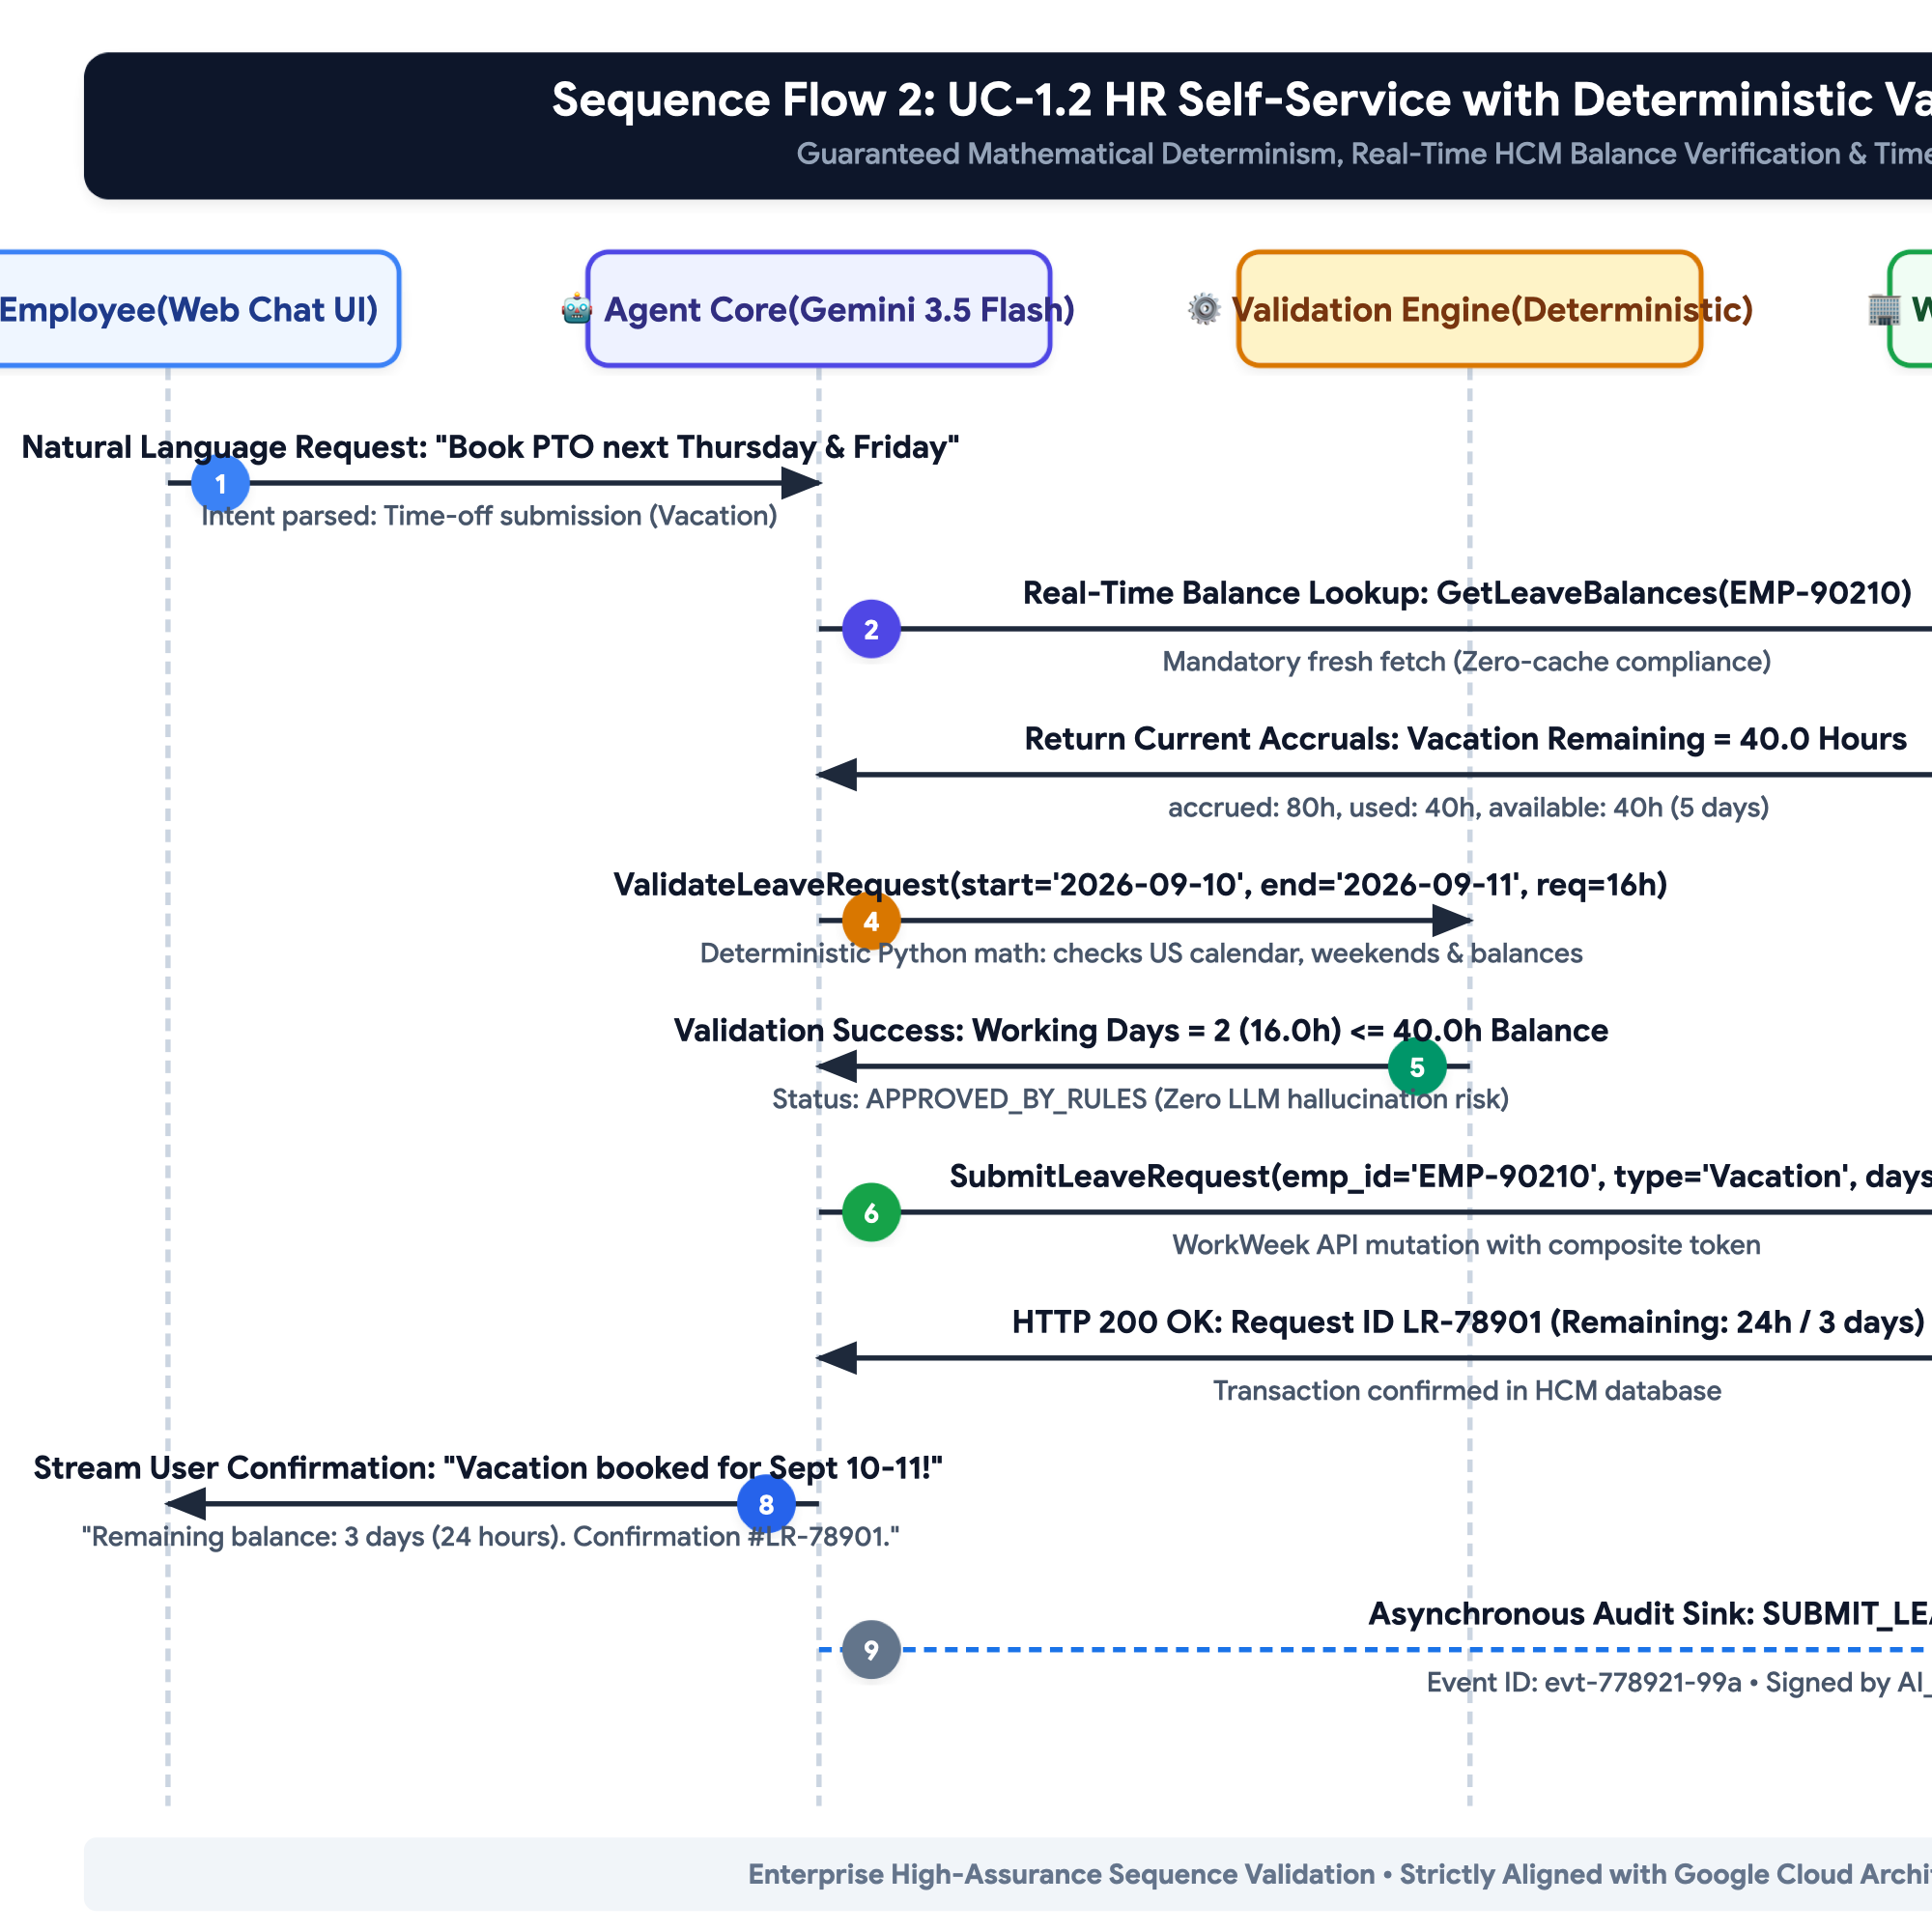 Sequence Flow 2: UC-1.2 HR Self-Service with Deterministic
Guaranteed Mathematical Determinism, Real-Time HCM Balance Verification &
Employee(Web Chat UI)
Agent Core(Gemini 3.5 Flash)
Validation Engine(Deterministic)
Natural Language Request: "Book PTO next Thursday & Friday"
1
Intent parsed: Time-off submission (Vacation)
Real-Time Balance Lookup: GetLeaveBalances(EMP-90210)
2
Mandatory fresh fetch (Zero-cache compliance)
Return Current Accruals: Vacation Remaining = 40.0 Hours
accrued: 80h, used: 40h, available: 40h (5 days)
ValidateLeaveRequest(start='2026-09-10', end='2026-09-11', req=16h)
4
Deterministic Python math: checks US calendar, weekends & balances
Validation Success: Working Days = 2 (16.0h) <= 40.0h Balance
5
Status: APPROVED_BY_RULES (Zero LLM hallucination risk)
SubmitLeaveRequest(emp_id='EMP-90210', type='Vacation', days
6
WorkWeek API mutation with composite token
HTTP 200 OK: Request ID LR-78901 (Remaining: 24h / 3 days)
Transaction confirmed in HCM database
Stream User Confirmation: "Vacation booked for Sept 10-11!"
8
"Remaining balance: 3 days (24 hours). Confirmation #LR-78901."
Asynchronous Audit Sink:
9
Event ID: evt-778921-99a • Signed by
Enterprise High-Assurance Sequence Validation • Strictly Aligned with Google Cloud